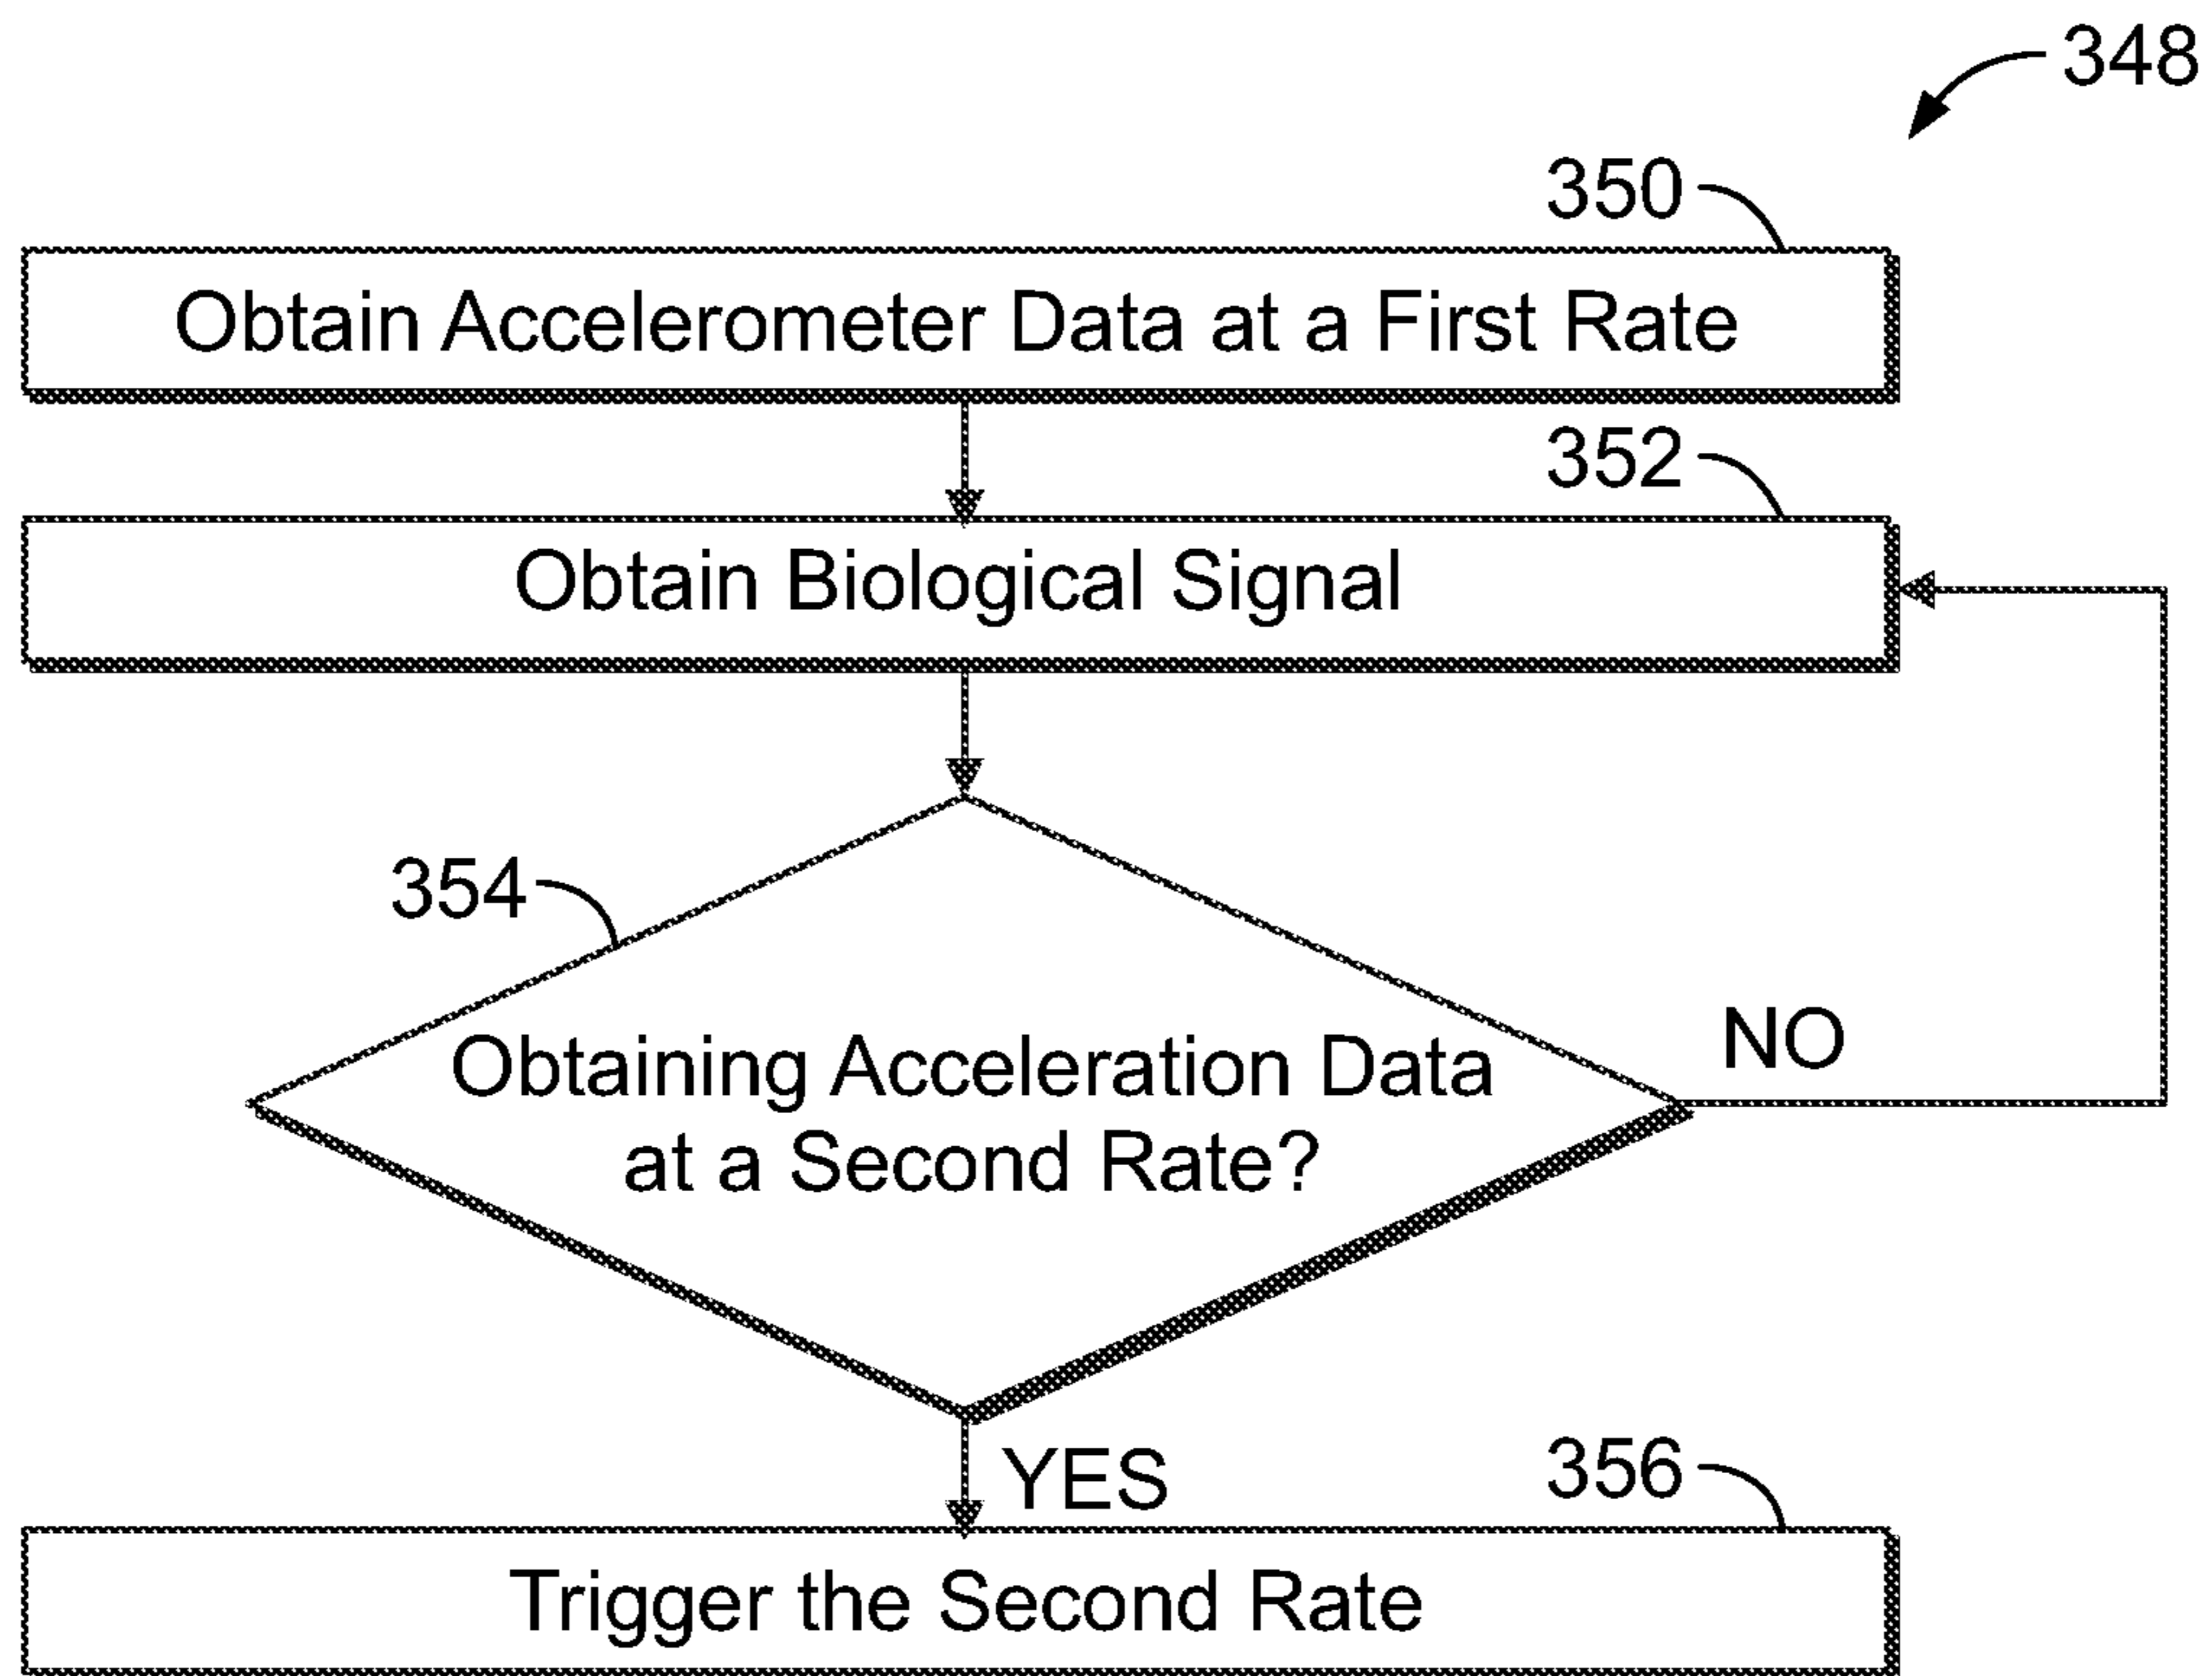 348
350
Obtain Accelerometer Data at a First Rate
352
Obtain Biological Signal
354
Obtaining Acceleration Data
at a Second Rate?
NO
YES
356
Trigger the Second Rate